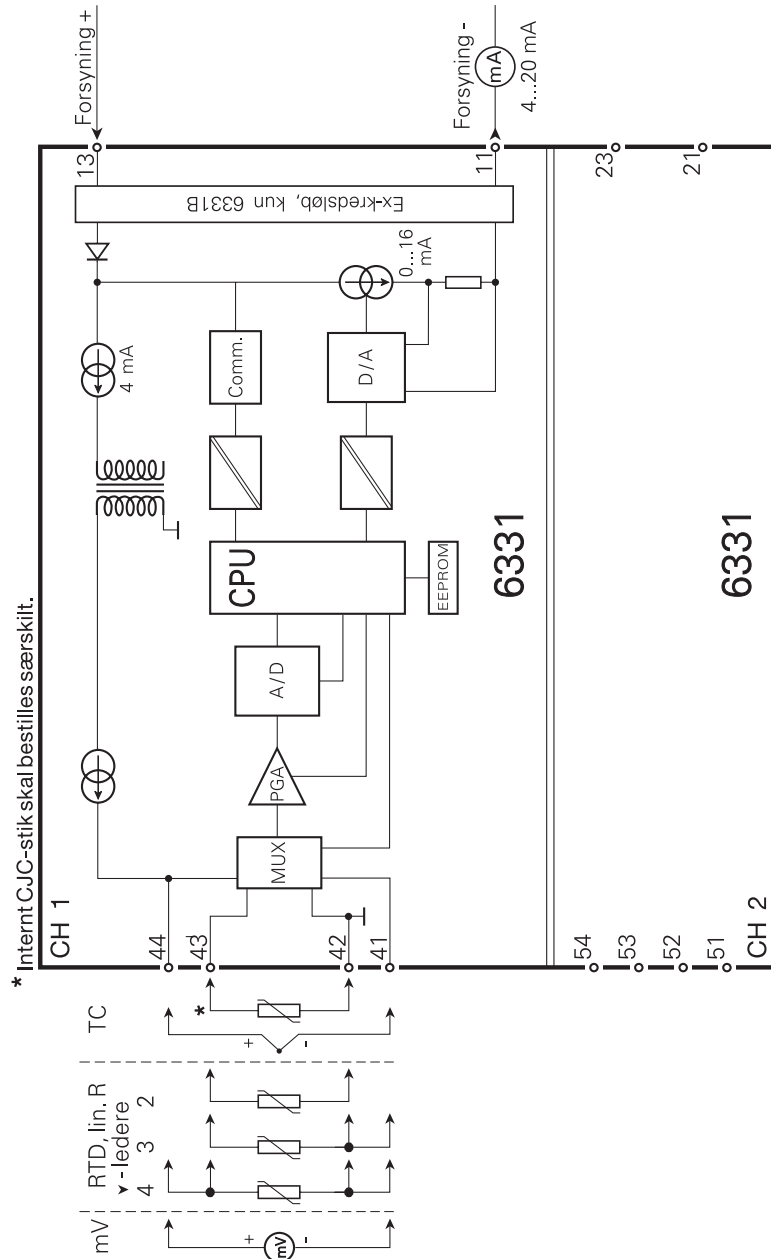 * Internt CJC-stik skal bestilles særskilt.
CH 1
TC
RTD, lin. R
- ledere
4 3 2
mV
+
-
mV
+
-
*
44
43
42
41
MUX
PGA
A/D
CPU
EEPROM
4 mA
Comm.
D/A
0...16
mA
Ex-kredsløb, kun 6331B
13
11
Forsyning +
Forsyning -
mA
4...20 mA
6331
54
53
52
51
CH 2
6331
23
21